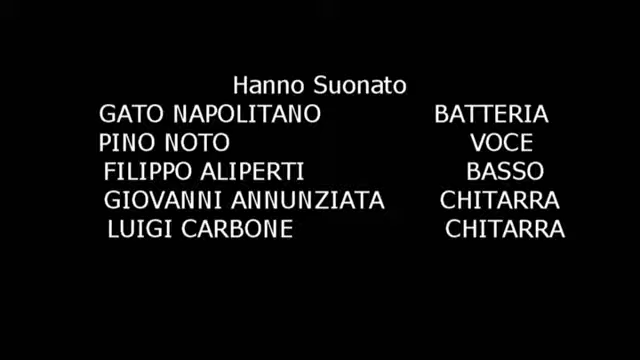 Hanno Suonato
GATO NAPOLITANO BATTERIA
PINO NOTO VOCE
FILIPPO ALIPERTI BASSO
GIOVANNI ANNUNZIATA CHITARRA
LUIGI CARBONE CHITARRA